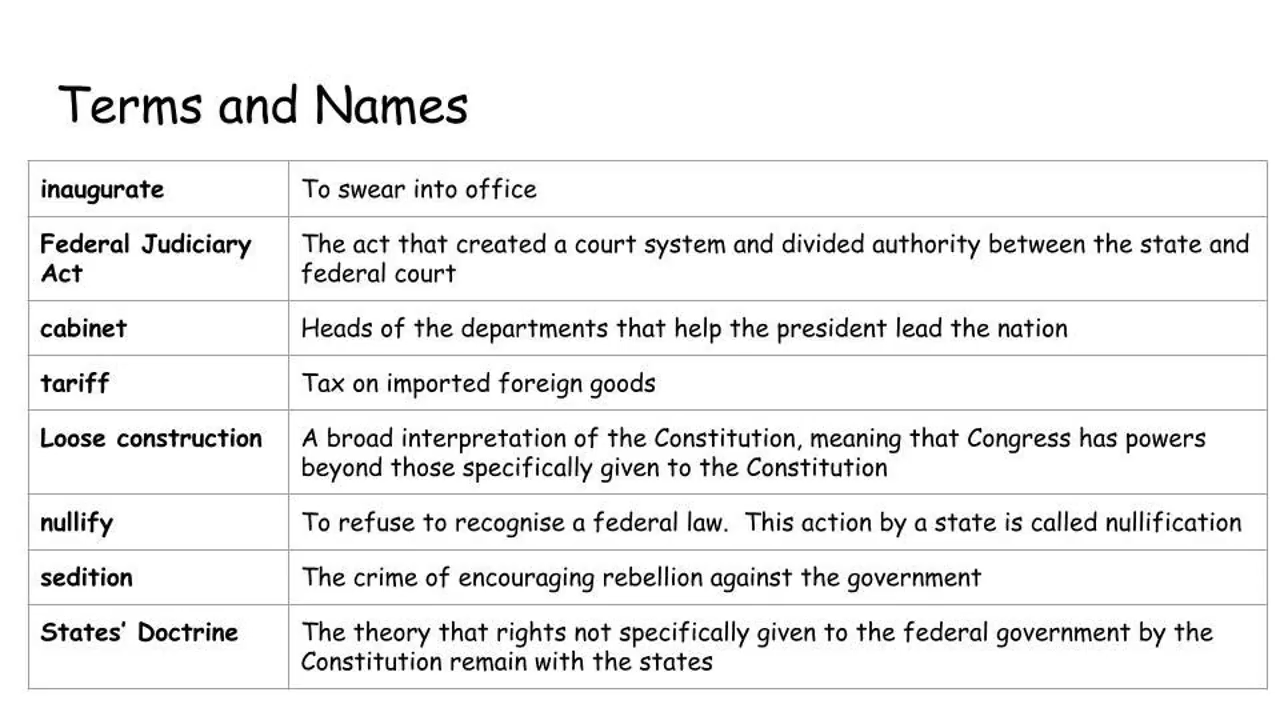 Terms and Names
inaugurate
To swear into office
Federal Judiciary
Act
The act that created a court system and divided authority between the state and
federal court
cabinet
Heads of the departments that help the president lead the nation
tariff
Tax on imported foreign goods
Loose construction
A broad interpretation of the Constitution, meaning that Congress has powers
beyond those specifically given to the Constitution
nullify
To refuse to recognise a federal law.  This action by a state is called nullification
sedition
The crime of encouraging rebellion against the government
States’ Doctrine
The theory that rights not specifically given to the federal government by the
Constitution remain with the states